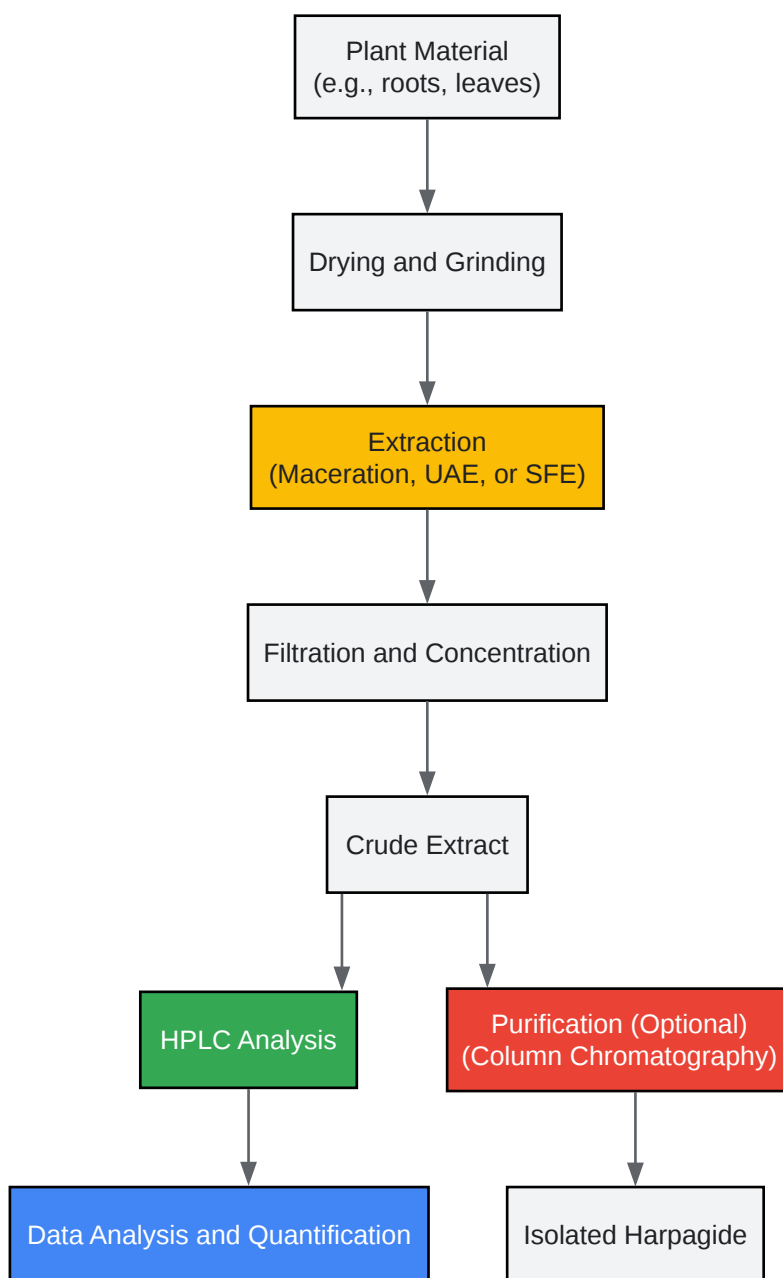 Plant Material
(e.g., roots, leaves)
Drying and Grinding
Extraction
(Maceration, UAE, or SFE)
Filtration and Concentration
Crude Extract
HPLC Analysis
Purification (Optional)
(Column Chromatography)
Data Analysis and Quantification
Isolated Harpagide